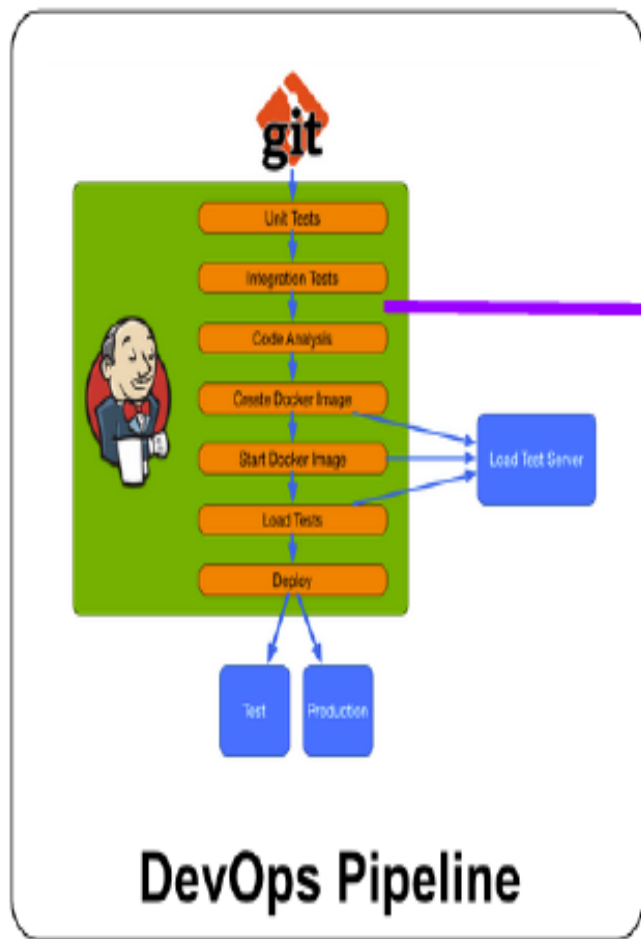 git
Unit Tests
Integration Tests
Code Analysis
Create Docker Image
Start Docker Image
Load Test Server
Load Tests
Deploy
Test
Production
DevOps Pipeline